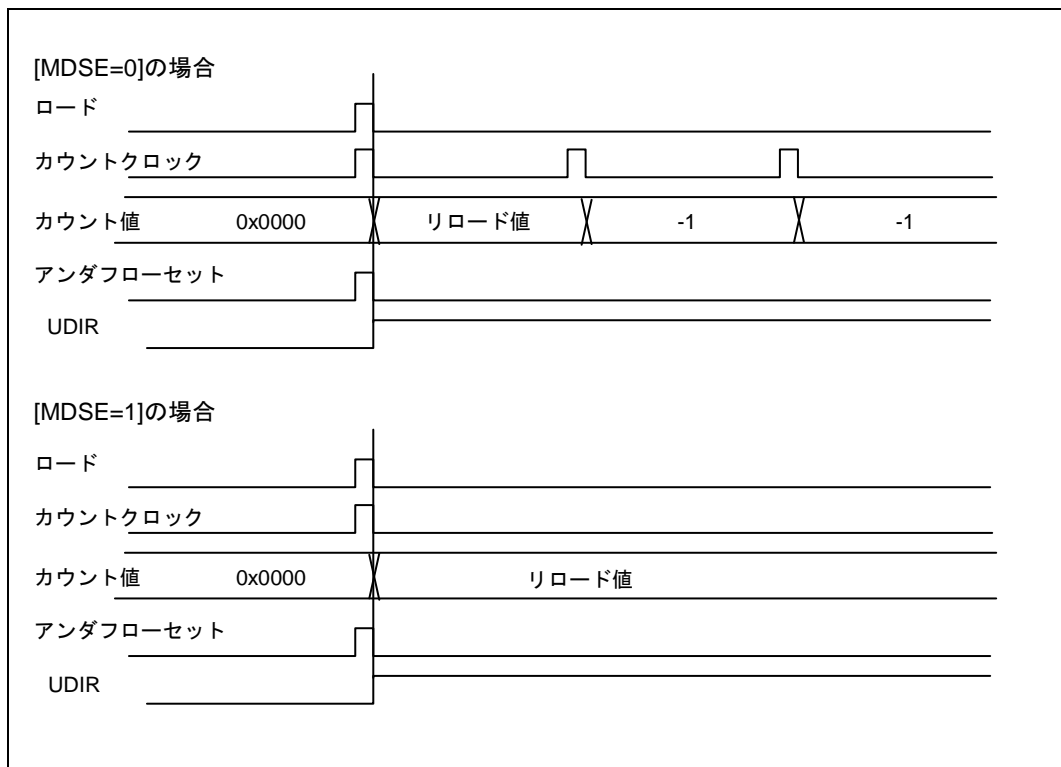 [MDSE=0]の場合
ロード
カウントクロック
カウント値 0x0000 リロード値 -1 -1
アンダフローセット
UDIR
[MDSE=1]の場合
ロード
カウントクロック
カウント値 0x0000 リロード値
アンダフローセット
UDIR